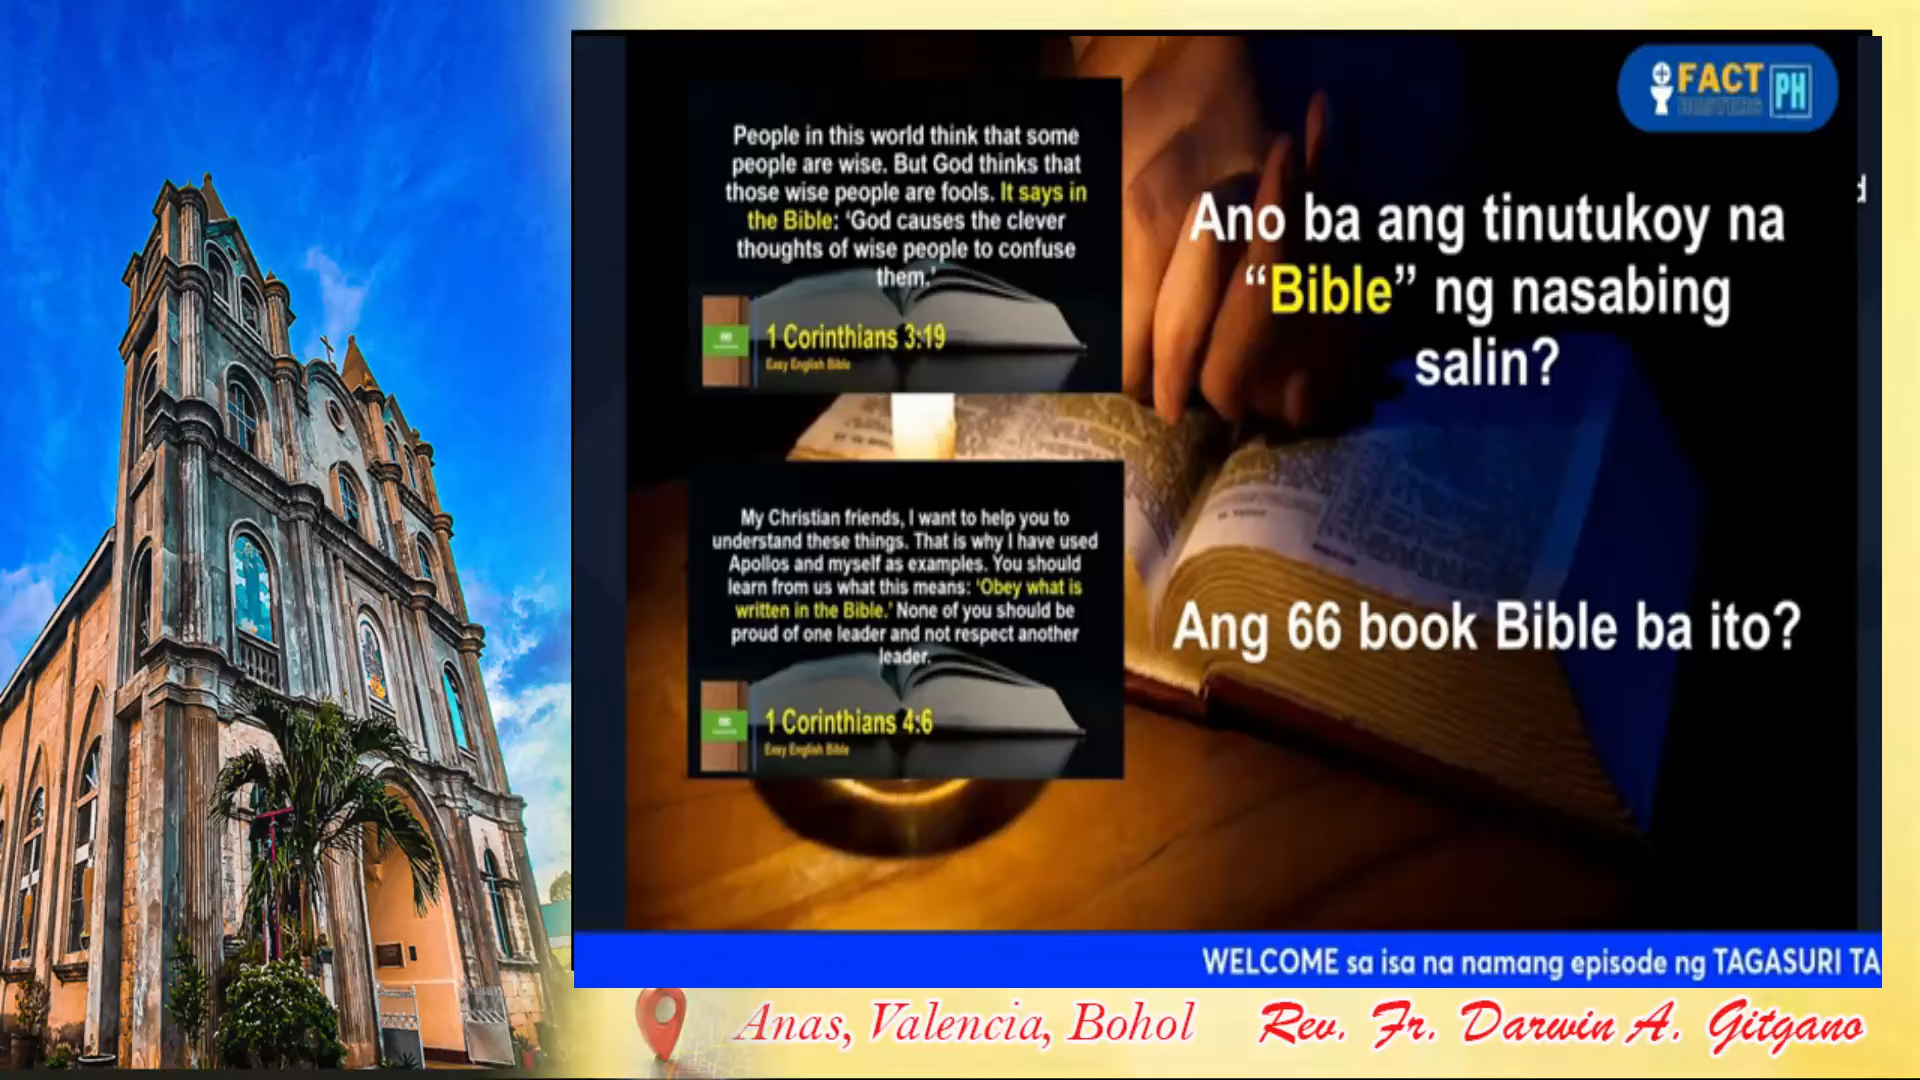 FACT
PH
People in this world think that some
people are wise. But God thinks that
those wise people are fools. It says in
the Bible: ‘God causes the clever
thoughts of wise people to confuse
them.’
1 Corinthians 3:19
Easy English Bible
Ano ba ang tinutukoy na
“Bible” ng nasabing
salin?
My Christian friends, I want to help you to
understand these things. That is why I have used
Apollos and myself as examples. You should
learn from us what this means: ‘Obey what is
written in the Bible.’ None of you should be
proud of one leader and not respect another
leader.
1 Corinthians 4:6
Easy English Bible
Ang 66 book Bible ba ito?
WELCOME sa isa na namang episode ng TAGASURI TA
Anas, Valencia, Bohol
Rev. Fr. Darwin A. Gitgano